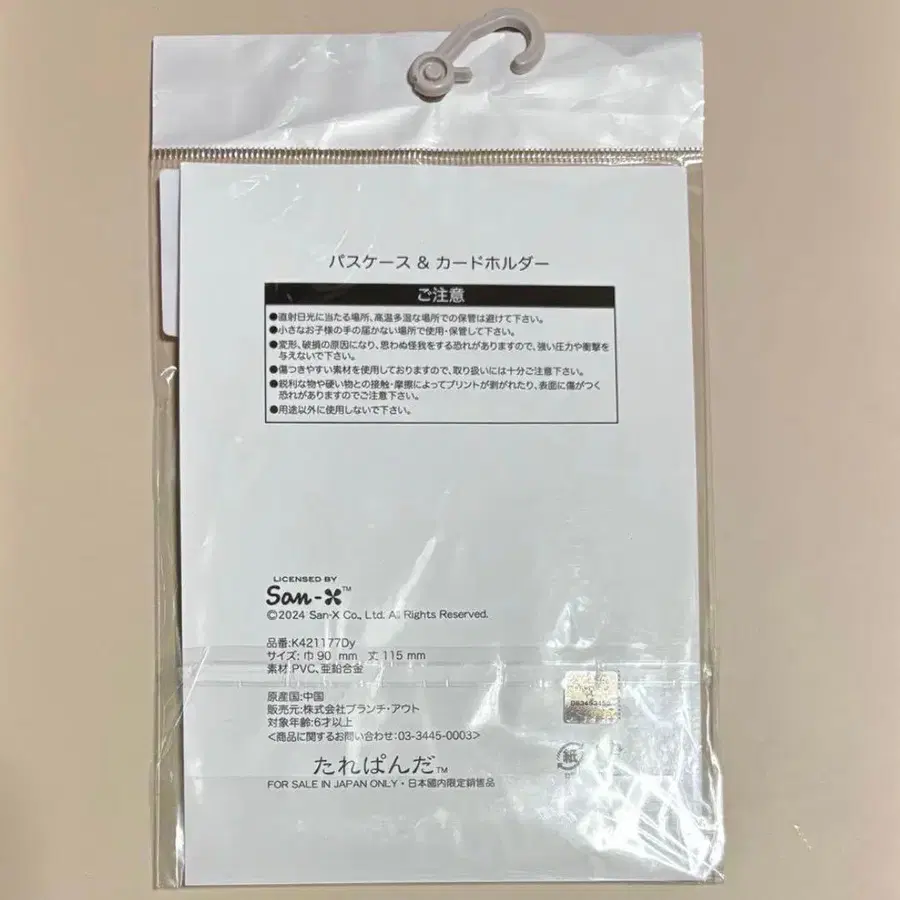 パスケース & カードホルダー
ご注意
●直射日光に当たる場所、高温多湿な場所での保管は避けて下さい。
●小さなお子様の手の届かない場所で使用・保管して下さい。
●変形、破損の原因になり、思わぬ怪我をする恐れがありますので、強い圧力や衝撃を
与えないで下さい。
●傷つきやすい素材を使用しておりますので、取り扱いには十分ご注意下さい。
●鋭利な物や硬い物との接触・摩擦によってプリントが剥がれたり、表面に傷がつく
恐れがありますのでご注意下さい。
●用途以外に使用しないで下さい。
LICENSED BY
San-X™
©2024 San-X Co., Ltd. All Rights Reserved.
品番:K421177Dy
サイズ: 巾90 mm 丈115 mm
素材:PVC、亜鉛合金
原産国:中国
販売元:株式会社ブランチ・アウト
対象年齢:6才以上
<商品に関するお問い合わせ:03-3445-0003>
紙
たれぱんだ™
FOR SALE IN JAPAN ONLY・日本國内限定銷售品